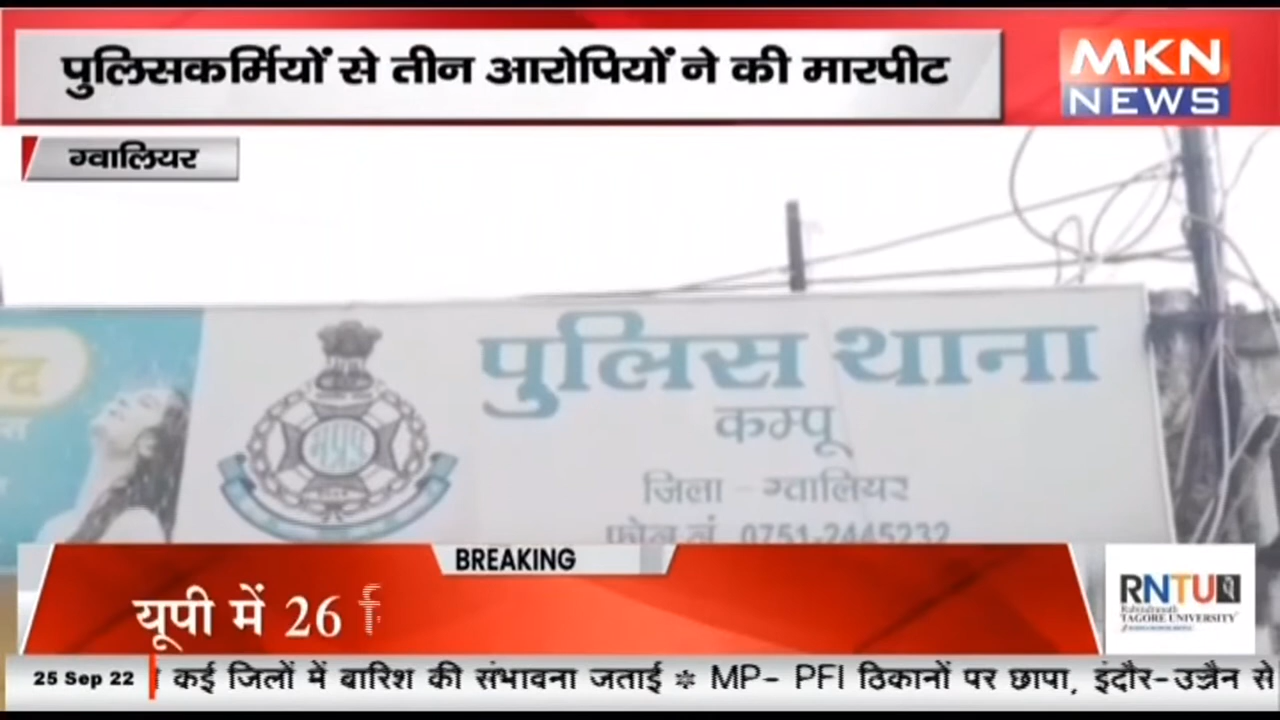 पुलिसकर्मियों से तीन आरोपियों ने की मारपीट
MKN
NEWS
ग्वालियर
पुलिस थाना
कम्पू
जिला - ग्वालियर
फोन नं. 0751-2445232
BREAKING
यूपी में 26
RNTU
Rabindranath
TAGORE UNIVERSITY
25 Sep 22
कई जिलों में बारिश की संभावना जताई * MP- PFI ठिकानों पर छापा, इंदौर-उज्जैन से